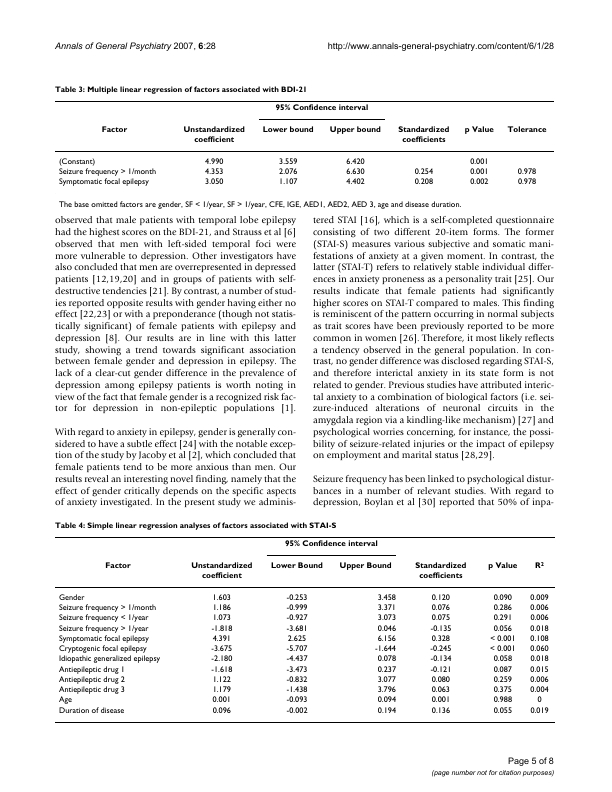 Annals of General Psychiatry 2007, 6:28
http://www.annals-general-psychiatry.com/content/6/1/28
Table 3: Multiple linear regression of factors associated with BDI-21
95% Confidence interval
Factor Unstandardized coefficient Lower bound Upper bound Standardized coefficients p Value Tolerance
(Constant) 4.990 3.559 6.420 0.001
Seizure frequency > 1/month 4.353 2.076 6.630 0.254 0.001 0.978
Symptomatic focal epilepsy 3.050 1.107 4.402 0.208 0.002 0.978
The base omitted factors are gender, SF < 1/year, SF > 1/year, CFE, IGE, AED1, AED2, AED 3, age and disease duration.
observed that male patients with temporal lobe epilepsy
had the highest scores on the BDI-21, and Strauss et al [6]
observed that men with left-sided temporal foci were
more vulnerable to depression. Other investigators have
also concluded that men are overrepresented in depressed
patients [12,19,20] and in groups of patients with self-
destructive tendencies [21]. By contrast, a number of stud-
ies reported opposite results with gender having either no
effect [22,23] or with a preponderance (though not statis-
tically significant) of female patients with epilepsy and
depression [8]. Our results are in line with this latter
study, showing a trend towards significant association
between female gender and depression in epilepsy. The
lack of a clear-cut gender difference in the prevalence of
depression among epilepsy patients is worth noting in
view of the fact that female gender is a recognized risk fac-
tor for depression in non-epileptic populations [1].
With regard to anxiety in epilepsy, gender is generally con-
sidered to have a subtle effect [24] with the notable excep-
tion of the study by Jacoby et al [2], which concluded that
female patients tend to be more anxious than men. Our
results reveal an interesting novel finding, namely that the
effect of gender critically depends on the specific aspects
of anxiety investigated. In the present study we adminis-
tered STAI [16], which is a self-completed questionnaire
consisting of two different 20-item forms. The former
(STAI-S) measures various subjective and somatic mani-
festations of anxiety at a given moment. In contrast, the
latter (STAI-T) refers to relatively stable individual differ-
ences in anxiety proneness as a personality trait [25]. Our
results indicate that female patients had significantly
higher scores on STAI-T compared to males. This finding
is reminiscent of the pattern occurring in normal subjects
as trait scores have been previously reported to be more
common in women [26]. Therefore, it most likely reflects
a tendency observed in the general population. In con-
trast, no gender difference was disclosed regarding STAI-S,
and therefore interictal anxiety in its state form is not
related to gender. Previous studies have attributed interic-
tal anxiety to a combination of biological factors (i.e. sei-
zure-induced alterations of neuronal circuits in the
amygdala region via a kindling-like mechanism) [27] and
psychological worries concerning, for instance, the possi-
bility of seizure-related injuries or the impact of epilepsy
on employment and marital status [28,29].
Seizure frequency has been linked to psychological distur-
bances in a number of relevant studies. With regard to
depression, Boylan et al [30] reported that 50% of inpa-
Table 4: Simple linear regression analyses of factors associated with STAI-S
95% Confidence interval
Factor Unstandardized coefficient Lower Bound Upper Bound Standardized coefficients p Value R²
Gender 1.603 -0.253 3.458 0.120 0.090 0.009
Seizure frequency > 1/month 1.186 -0.999 3.371 0.076 0.286 0.006
Seizure frequency < 1/year 1.073 -0.927 3.073 0.075 0.291 0.006
Seizure frequency > 1/year -1.818 -3.681 0.046 -0.135 0.056 0.018
Symptomatic focal epilepsy 4.391 2.625 6.156 0.328 < 0.001 0.108
Cryptogenic focal epilepsy -3.675 -5.707 -1.644 -0.245 < 0.001 0.060
Idiopathic generalized epilepsy -2.180 -4.437 0.078 -0.134 0.058 0.018
Antiepileptic drug 1 -1.618 -3.473 0.237 -0.121 0.087 0.015
Antiepileptic drug 2 1.122 -0.832 3.077 0.080 0.259 0.006
Antiepileptic drug 3 1.179 -1.438 3.796 0.063 0.375 0.004
Age 0.001 -0.093 0.094 0.001 0.988 0
Duration of disease 0.096 -0.002 0.194 0.136 0.055 0.019
Page 5 of 8
(page number not for citation purposes)